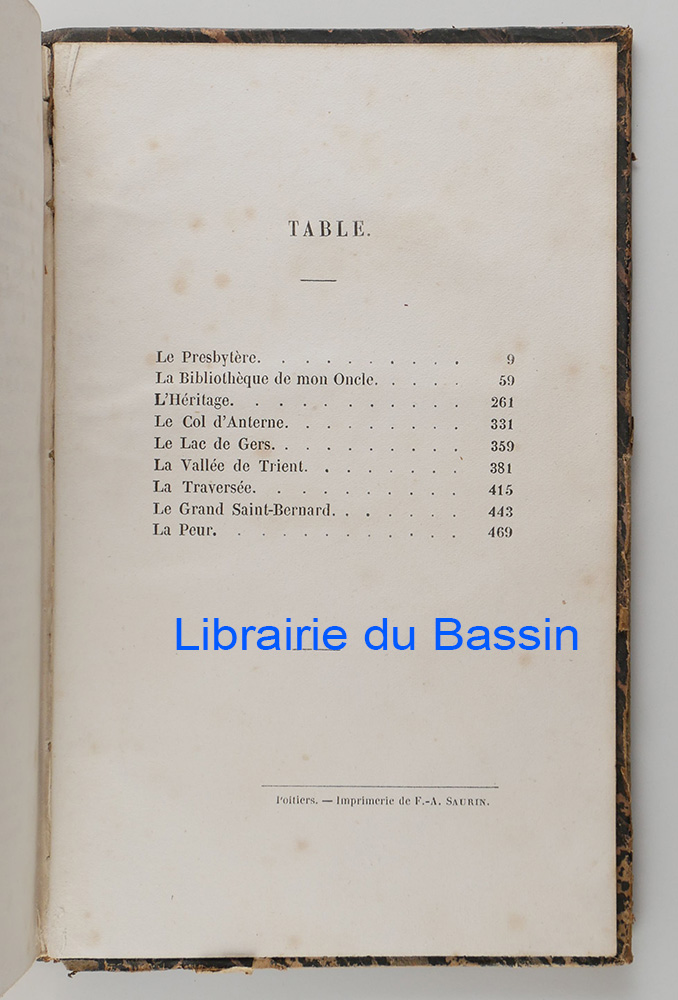 TABLE.
Le Presbytère. . . . . . . . . . 9
La Bibliothèque de mon Oncle. . . . . 59
L'Héritage. . . . . . . . . . . 261
Le Col d'Anterne. . . . . . . . . 331
Le Lac de Gers. . . . . . . . . . 359
La Vallée de Trient. . . . . . . . 381
La Traversée. . . . . . . . . . 415
Le Grand Saint-Bernard. . . . . . . 443
La Peur. . . . . . . . . . . . 469
Librairie du Bassin
Poitiers. — Imprimerie de F.-A. SAURIN.